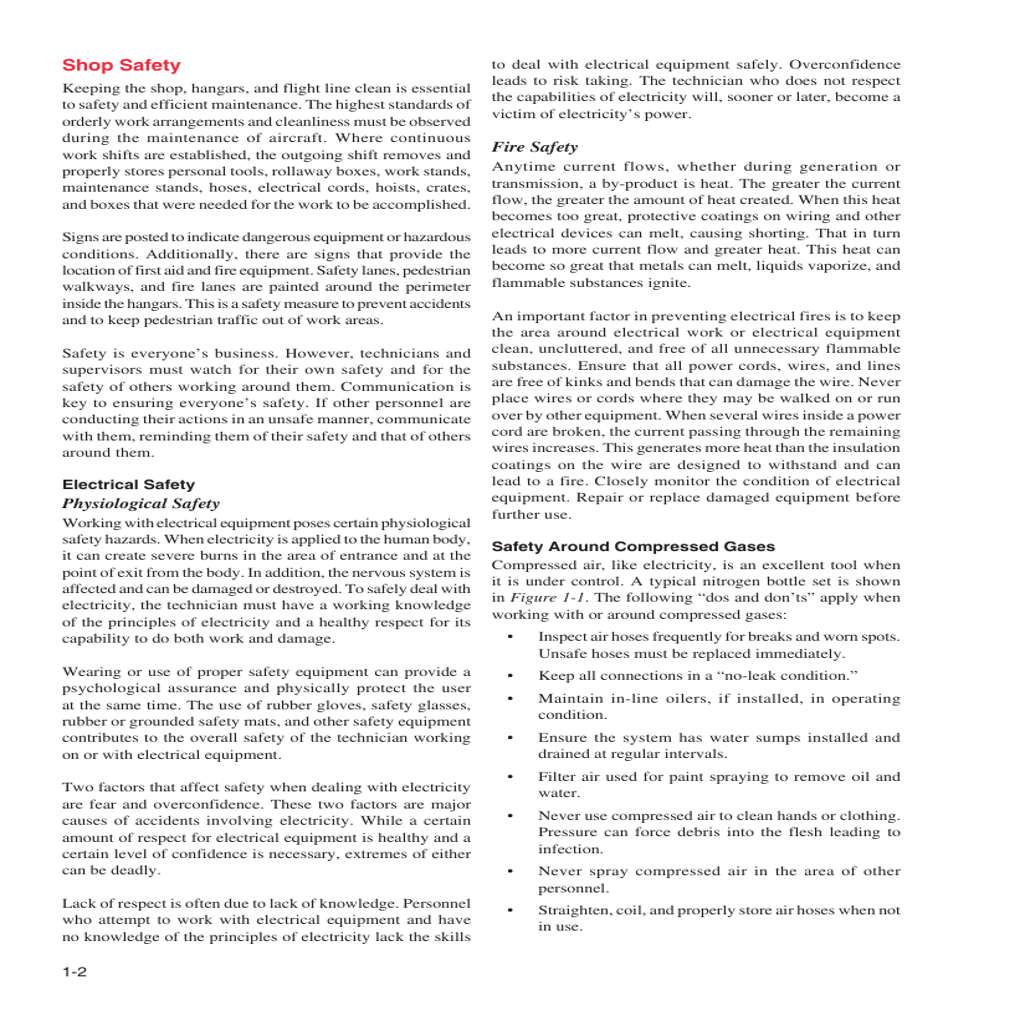 Shop Safety
Keeping the shop, hangars, and flight line clean is essential
to safety and efficient maintenance. The highest standards of
orderly work arrangements and cleanliness must be observed
during the maintenance of aircraft. Where continuous
work shifts are established, the outgoing shift removes and
properly stores personal tools, rollaway boxes, work stands,
maintenance stands, hoses, electrical cords, hoists, crates,
and boxes that were needed for the work to be accomplished.
Signs are posted to indicate dangerous equipment or hazardous
conditions. Additionally, there are signs that provide the
location of first aid and fire equipment. Safety lanes, pedestrian
walkways, and fire lanes are painted around the perimeter
inside the hangars. This is a safety measure to prevent accidents
and to keep pedestrian traffic out of work areas.
Safety is everyone’s business. However, technicians and
supervisors must watch for their own safety and for the
safety of others working around them. Communication is
key to ensuring everyone’s safety. If other personnel are
conducting their actions in an unsafe manner, communicate
with them, reminding them of their safety and that of others
around them.
Electrical Safety
Physiological Safety
Working with electrical equipment poses certain physiological
safety hazards. When electricity is applied to the human body,
it can create severe burns in the area of entrance and at the
point of exit from the body. In addition, the nervous system is
affected and can be damaged or destroyed. To safely deal with
electricity, the technician must have a working knowledge
of the principles of electricity and a healthy respect for its
capability to do both work and damage.
Wearing or use of proper safety equipment can provide a
psychological assurance and physically protect the user
at the same time. The use of rubber gloves, safety glasses,
rubber or grounded safety mats, and other safety equipment
contributes to the overall safety of the technician working
on or with electrical equipment.
Two factors that affect safety when dealing with electricity
are fear and overconfidence. These two factors are major
causes of accidents involving electricity. While a certain
amount of respect for electrical equipment is healthy and a
certain level of confidence is necessary, extremes of either
can be deadly.
Lack of respect is often due to lack of knowledge. Personnel
who attempt to work with electrical equipment and have
no knowledge of the principles of electricity lack the skills
to deal with electrical equipment safely. Overconfidence
leads to risk taking. The technician who does not respect
the capabilities of electricity will, sooner or later, become a
victim of electricity’s power.
Fire Safety
Anytime current flows, whether during generation or
transmission, a by-product is heat. The greater the current
flow, the greater the amount of heat created. When this heat
becomes too great, protective coatings on wiring and other
electrical devices can melt, causing shorting. That in turn
leads to more current flow and greater heat. This heat can
become so great that metals can melt, liquids vaporize, and
flammable substances ignite.
An important factor in preventing electrical fires is to keep
the area around electrical work or electrical equipment
clean, uncluttered, and free of all unnecessary flammable
substances. Ensure that all power cords, wires, and lines
are free of kinks and bends that can damage the wire. Never
place wires or cords where they may be walked on or run
over by other equipment. When several wires inside a power
cord are broken, the current passing through the remaining
wires increases. This generates more heat than the insulation
coatings on the wire are designed to withstand and can
lead to a fire. Closely monitor the condition of electrical
equipment. Repair or replace damaged equipment before
further use.
Safety Around Compressed Gases
Compressed air, like electricity, is an excellent tool when
it is under control. A typical nitrogen bottle set is shown
in Figure 1-1. The following “dos and don’ts” apply when
working with or around compressed gases:
• Inspect air hoses frequently for breaks and worn spots.
Unsafe hoses must be replaced immediately.
• Keep all connections in a “no-leak condition.”
• Maintain in-line oilers, if installed, in operating
condition.
• Ensure the system has water sumps installed and
drained at regular intervals.
• Filter air used for paint spraying to remove oil and
water.
• Never use compressed air to clean hands or clothing.
Pressure can force debris into the flesh leading to
infection.
• Never spray compressed air in the area of other
personnel.
• Straighten, coil, and properly store air hoses when not
in use.
1-2